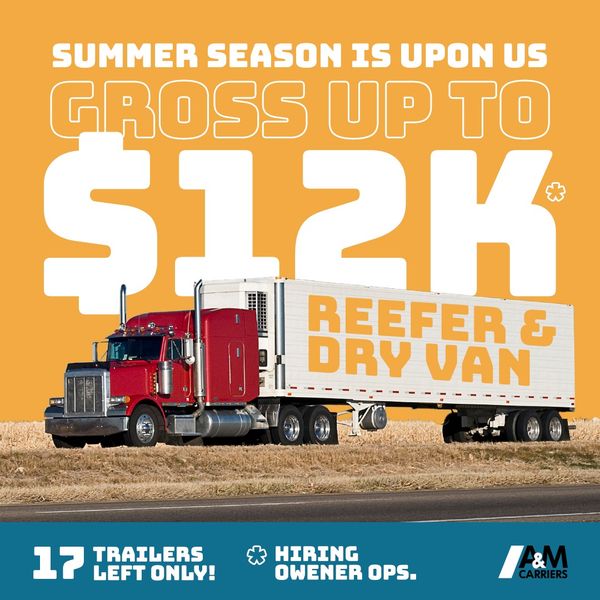 SUMMER SEASON IS UPON US
GROSS UP TO
$12K*
REEFER &
DRY VAN
17 TRAILERS
LEFT ONLY!
* HIRING
OWENER OPS.
A&M
CARRIERS